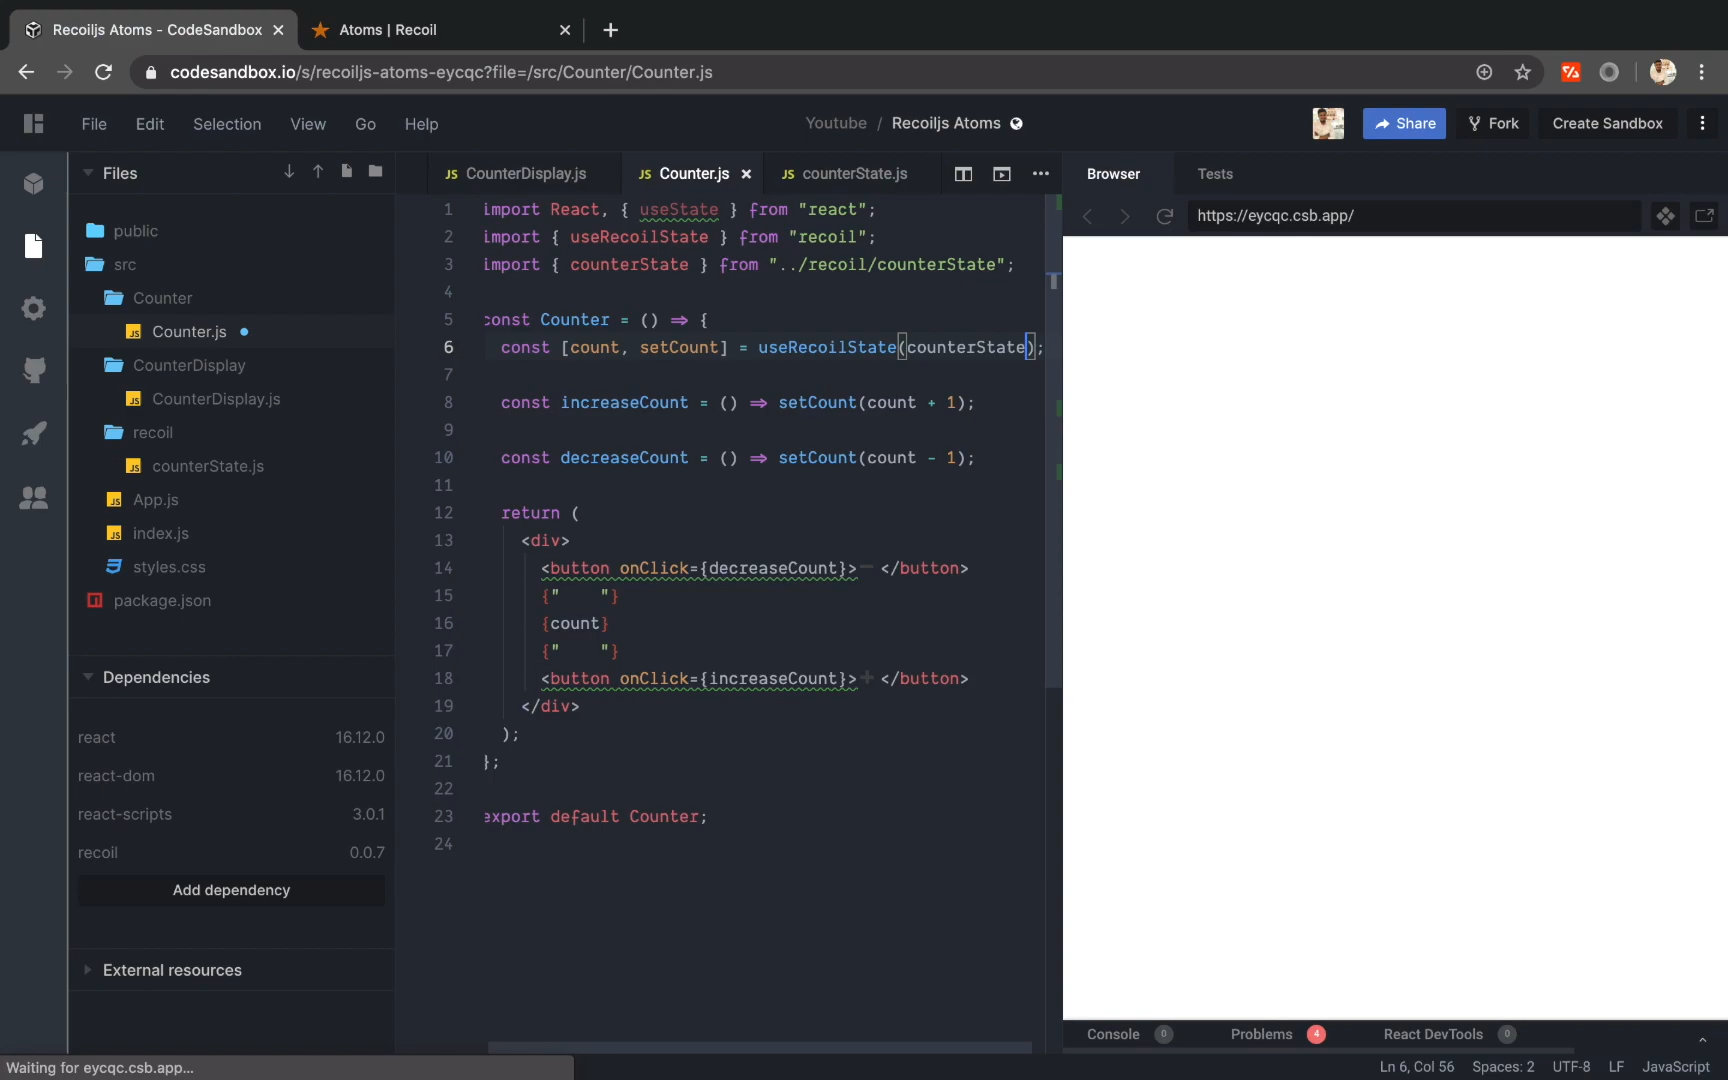 Recoiljs Atoms - CodeSandbox
Atoms | Recoil
codesandbox.io/s/recoiljs-atoms-eycqc?file=/src/Counter/Counter.js
File Edit Selection View Go Help
Youtube / Recoiljs Atoms
Share Fork Create Sandbox
Files
public
src
Counter
JS Counter.js
CounterDisplay
JS CounterDisplay.js
recoil
JS counterState.js
JS App.js
JS index.js
styles.css
package.json
Dependencies
react 16.12.0
react-dom 16.12.0
react-scripts 3.0.1
recoil 0.0.7
Add dependency
External resources
JS CounterDisplay.js JS Counter.js JS counterState.js
1 import React, { useState } from "react";
2 import { useRecoilState } from "recoil";
3 import { counterState } from "../recoil/counterState";
4
5 const Counter = () => {
6 const [count, setCount] = useRecoilState(counterState);
7
8 const increaseCount = () => setCount(count + 1);
9
10 const decreaseCount = () => setCount(count - 1);
11
12 return (
13 <div>
14 <button onClick={decreaseCount}>➖ </button>
15 {"    "}
16 {count}
17 {"    "}
18 <button onClick={increaseCount}>➕ </button>
19 </div>
20 );
21 };
22
23 export default Counter;
24
Browser Tests
https://eycqc.csb.app/
Console 0 Problems 4 React DevTools 0
Waiting for eycqc.csb.app...
Ln 6, Col 56 Spaces: 2 UTF-8 LF JavaScript